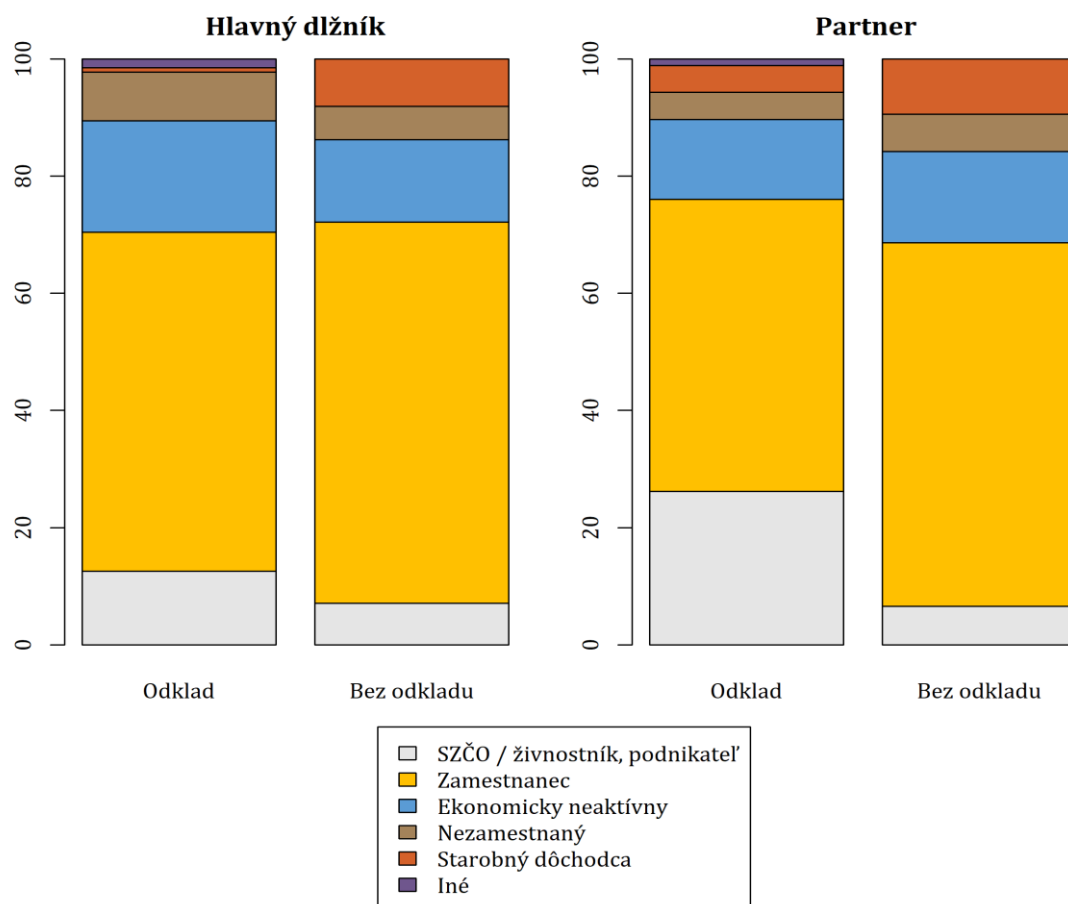 Hlavný dlžník
Partner
100
80
60
40
20
0
100
80
60
40
20
0
Odklad
Bez odkladu
Odklad
Bez odkladu
SZČO / živnostník, podnikateľ
Zamestnanec
Ekonomicky neaktívny
Nezamestnaný
Starobný dôchodca
Iné